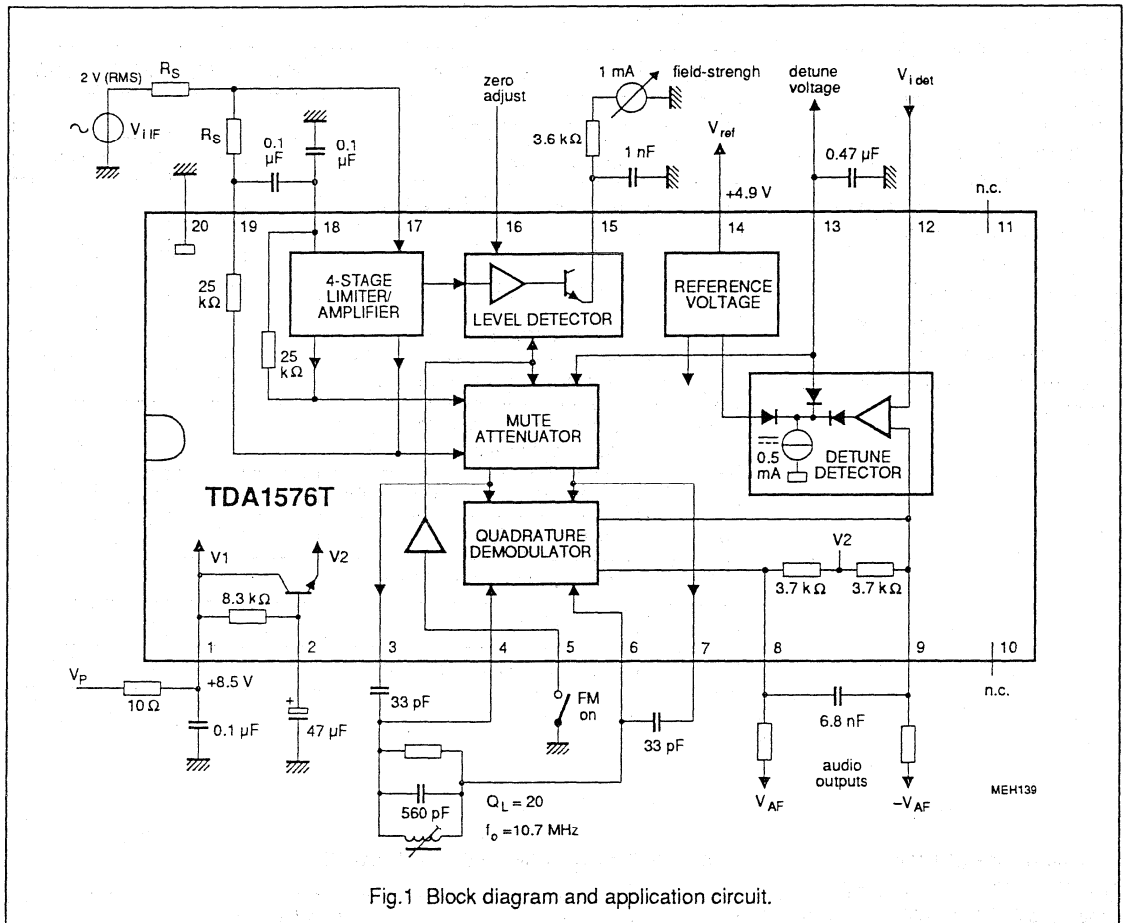 2 V (RMS)
R_S
V_i IF
R_S
0.1 µF
0.1 µF
zero adjust
1 mA
field-strengh
3.6 kΩ
1 nF
V_ref
+4.9 V
detune voltage
0.47 µF
V_i det
n.c.
20
19
18
17
16
15
14
13
12
11
25 kΩ
25 kΩ
4-STAGE LIMITER/ AMPLIFIER
LEVEL DETECTOR
REFERENCE VOLTAGE
MUTE ATTENUATOR
0.5 mA
DETUNE DETECTOR
TDA1576T
QUADRATURE DEMODULATOR
V1
V2
8.3 kΩ
V2
3.7 kΩ
3.7 kΩ
1
2
3
4
5
6
7
8
9
10
V_P
10 Ω
+8.5 V
0.1 µF
+
47 µF
33 pF
FM on
33 pF
6.8 nF
n.c.
560 pF
Q_L = 20
f_o = 10.7 MHz
audio outputs
V_AF
–V_AF
MEH139
Fig.1 Block diagram and application circuit.